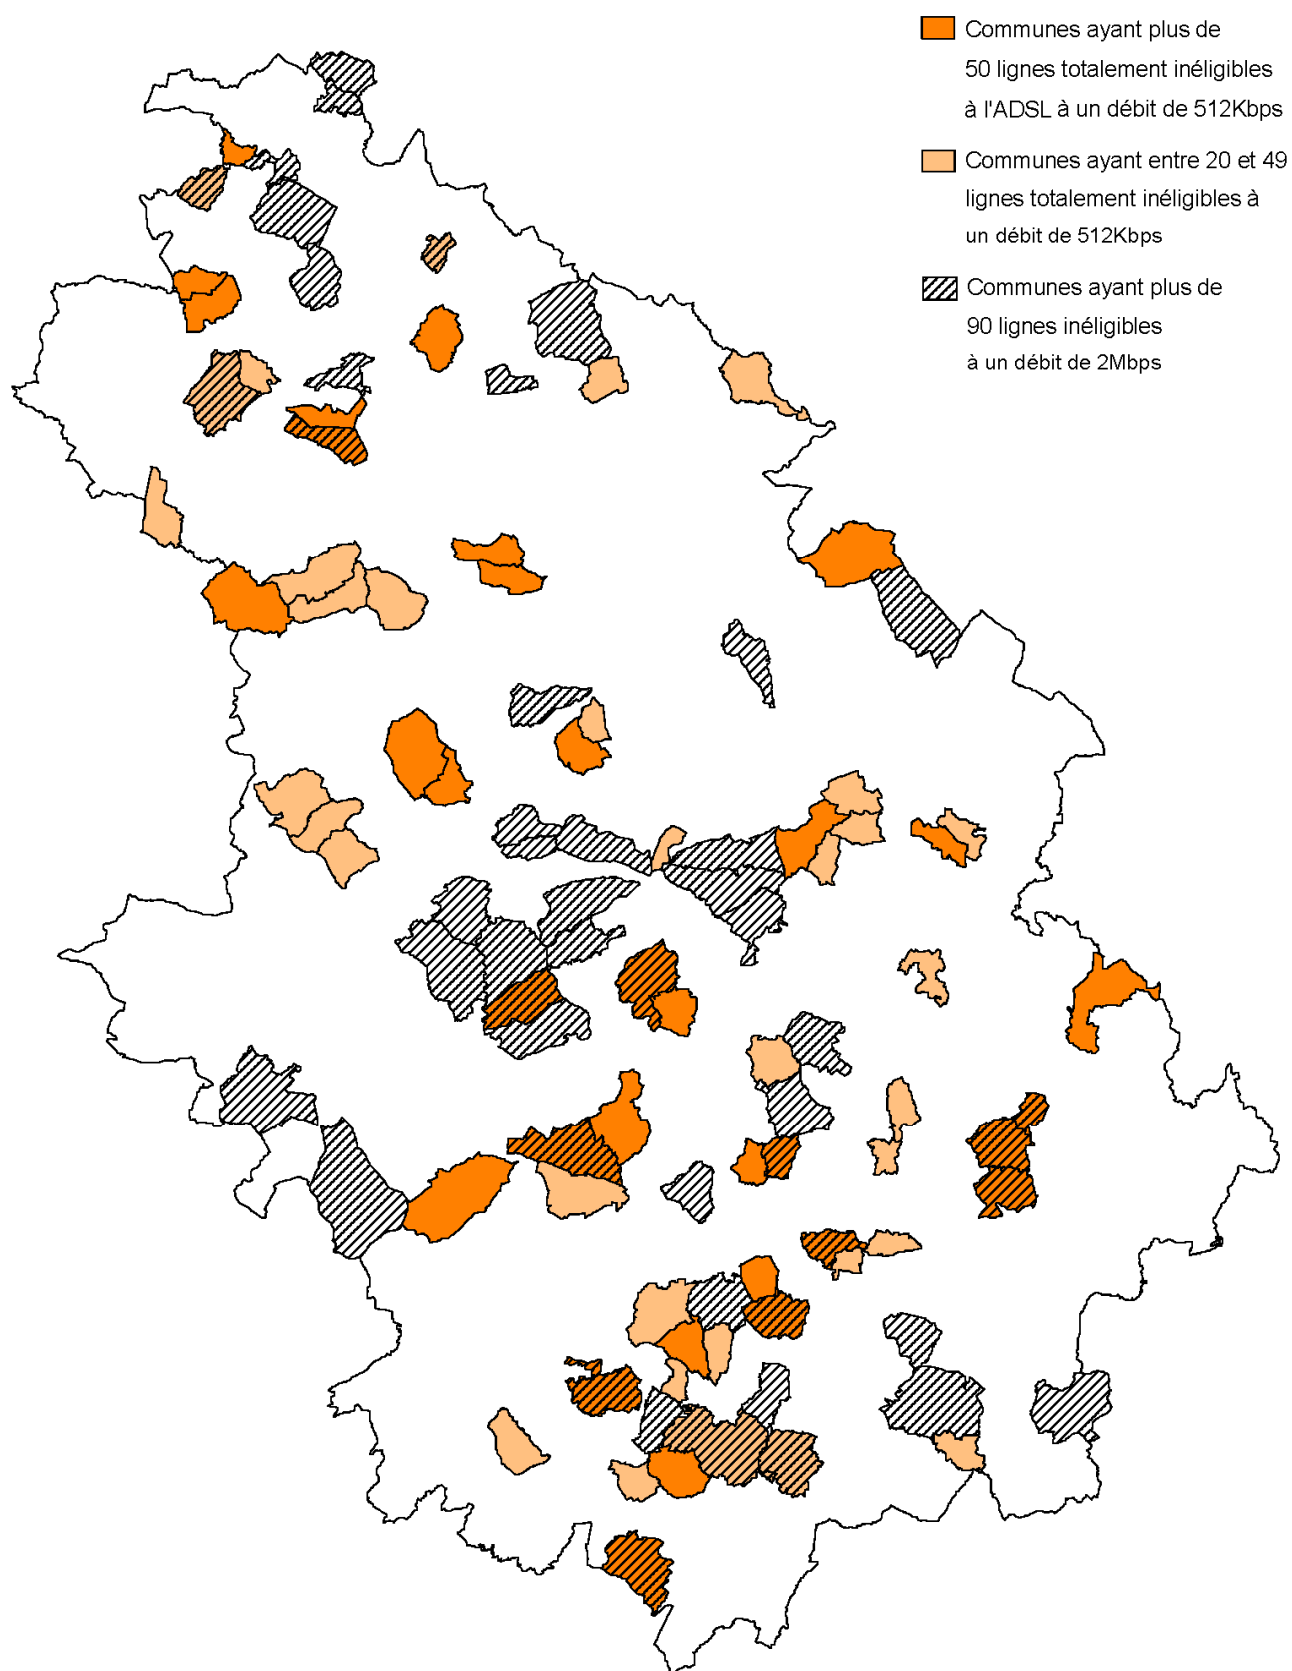 Communes ayant plus de
50 lignes totalement inéligibles
à l'ADSL à un débit de 512Kbps
Communes ayant entre 20 et 49
lignes totalement inéligibles à
un débit de 512Kbps
Communes ayant plus de
90 lignes inéligibles
à un débit de 2Mbps